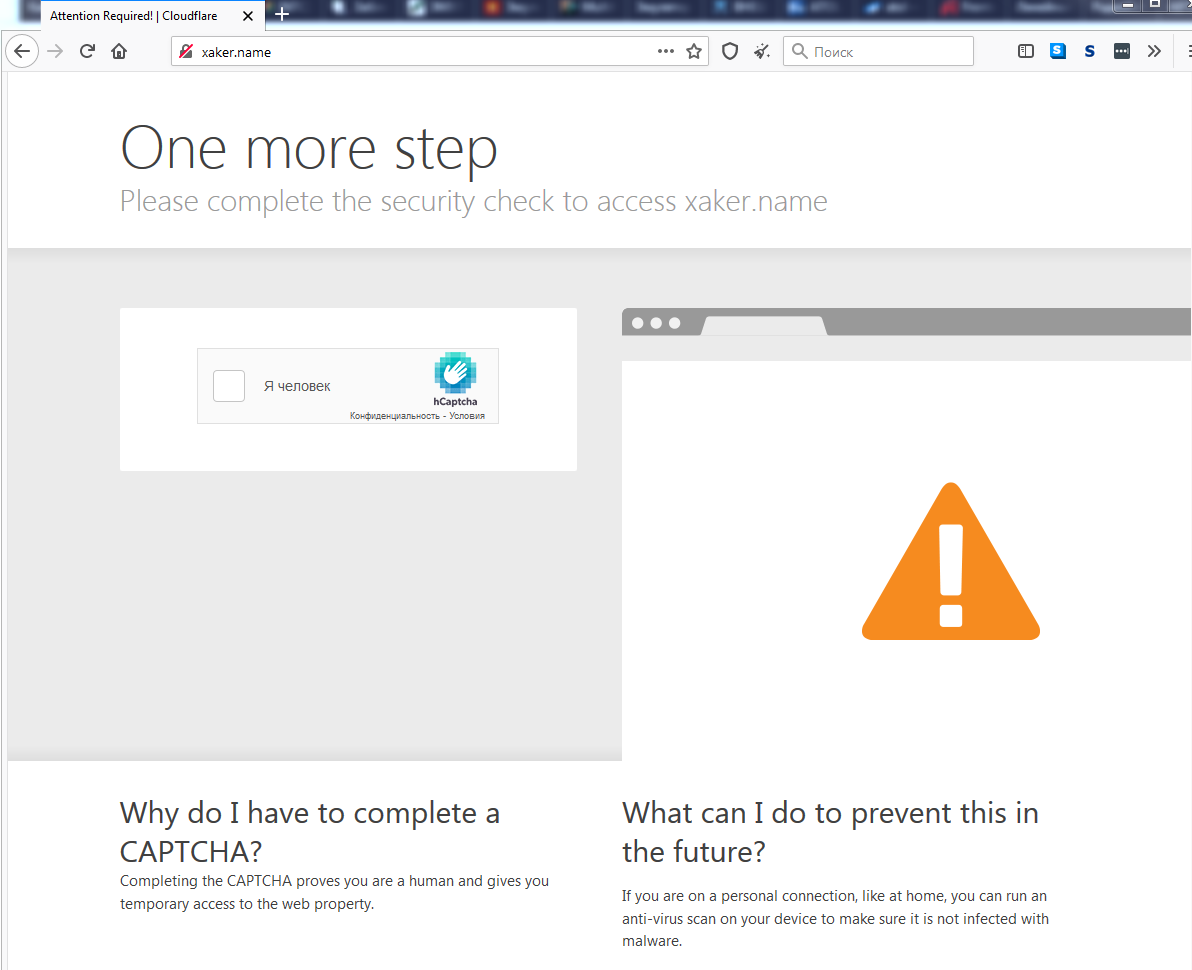 Attention Required! | Cloudflare
xaker.name
Поиск
One more step
Please complete the security check to access xaker.name
Я человек
hCaptcha
Конфиденциальность - Условия
Why do I have to complete a
CAPTCHA?
Completing the CAPTCHA proves you are a human and gives you
temporary access to the web property.
What can I do to prevent this in
the future?
If you are on a personal connection, like at home, you can run an
anti-virus scan on your device to make sure it is not infected with
malware.